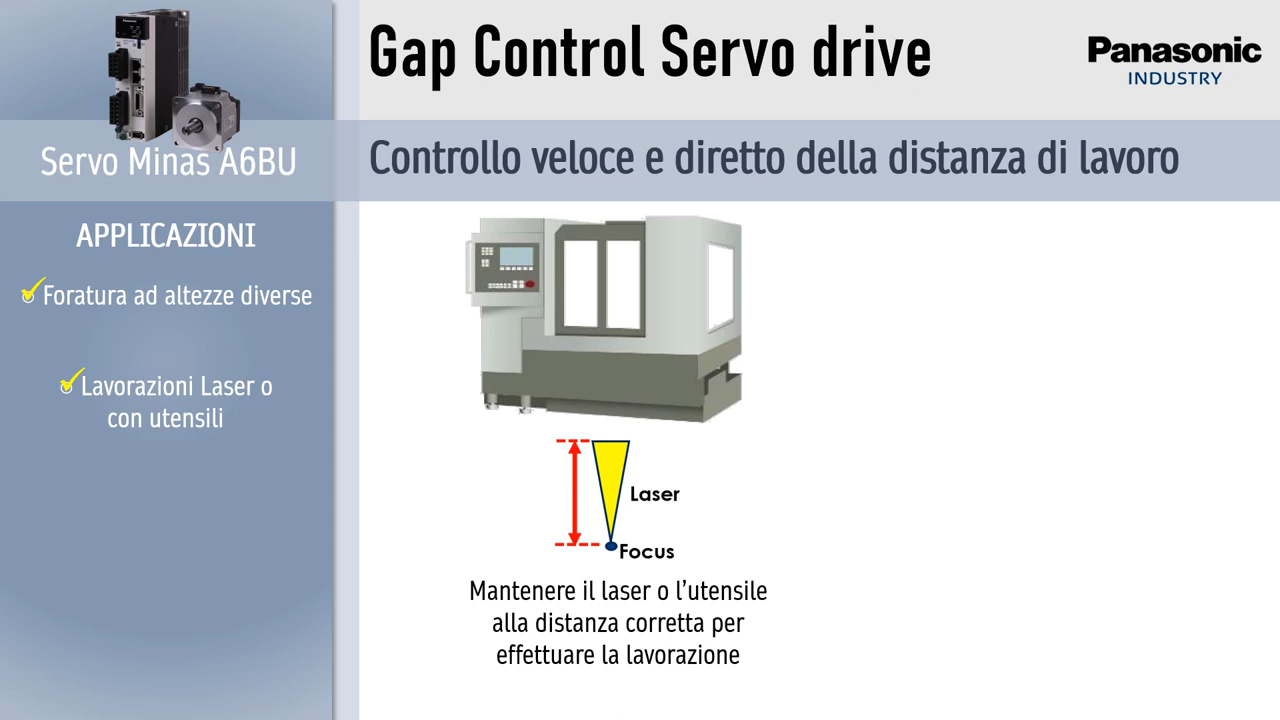 Gap Control Servo drive
Panasonic
INDUSTRY
Servo Minas A6BU
Controllo veloce e diretto della distanza di lavoro
APPLICAZIONI
Foratura ad altezze diverse
Lavorazioni Laser o
con utensili
Laser
Focus
Mantenere il laser o l’utensile
alla distanza corretta per
effettuare la lavorazione